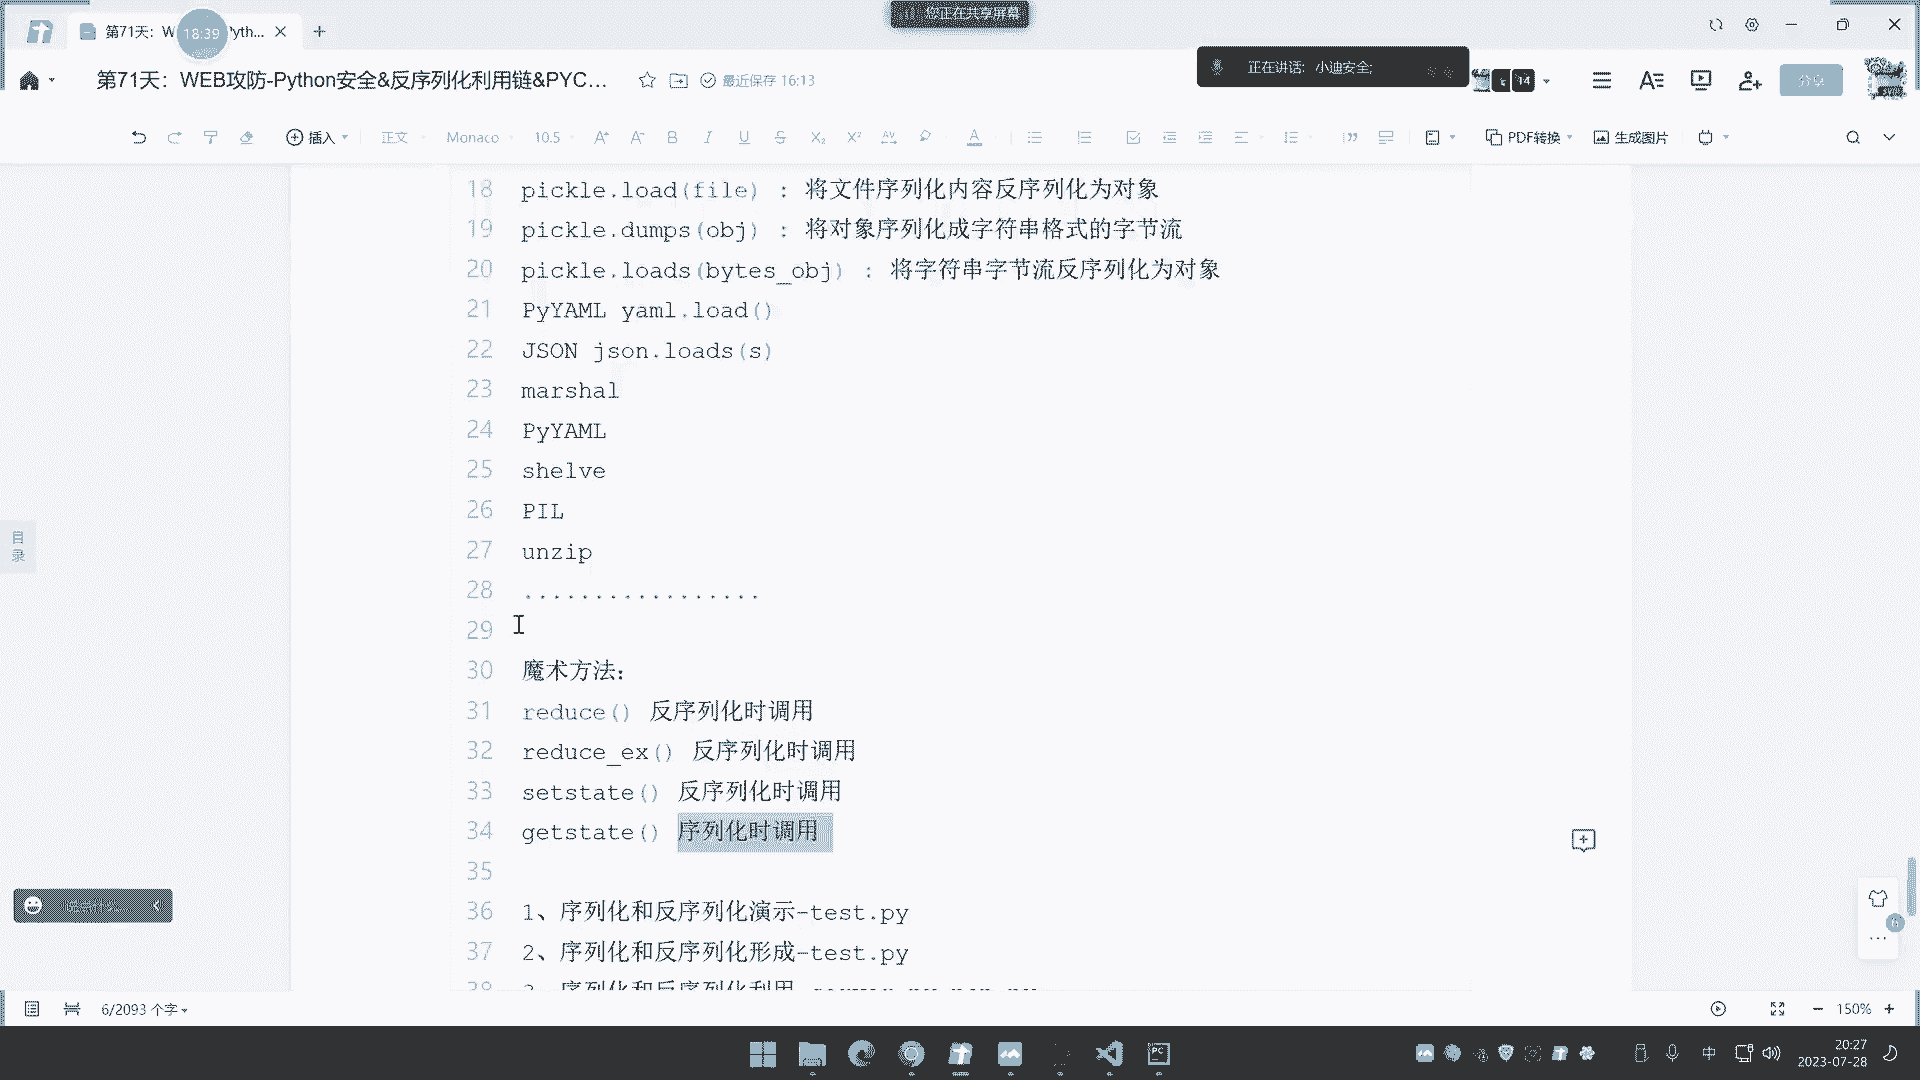 您正在共享屏幕
第71天：W
18:39
yth...
正在讲话: 小迪安全;
第71天：WEB攻防-Python安全&反序列化利用链&PYC...
最近保存 16:13
14
分享
插入
正文
Monaco
10.5
PDF转换
生成图片
18 pickle.load(file) : 将文件序列化内容反序列化为对象
19 pickle.dumps(obj) : 将对象序列化成字符串格式的字节流
20 pickle.loads(bytes_obj) : 将字符串字节流反序列化为对象
21 PyYAML yaml.load()
22 JSON json.loads(s)
23 marshal
24 PyYAML
25 shelve
26 PIL
27 unzip
28 .................
29
30 魔术方法:
31 reduce() 反序列化时调用
32 reduce_ex() 反序列化时调用
33 setstate() 反序列化时调用
34 getstate() 序列化时调用
35
36 1、序列化和反序列化演示-test.py
37 2、序列化和反序列化形成-test.py
目录
6/2093 个字
150%
中
20:27
2023-07-28